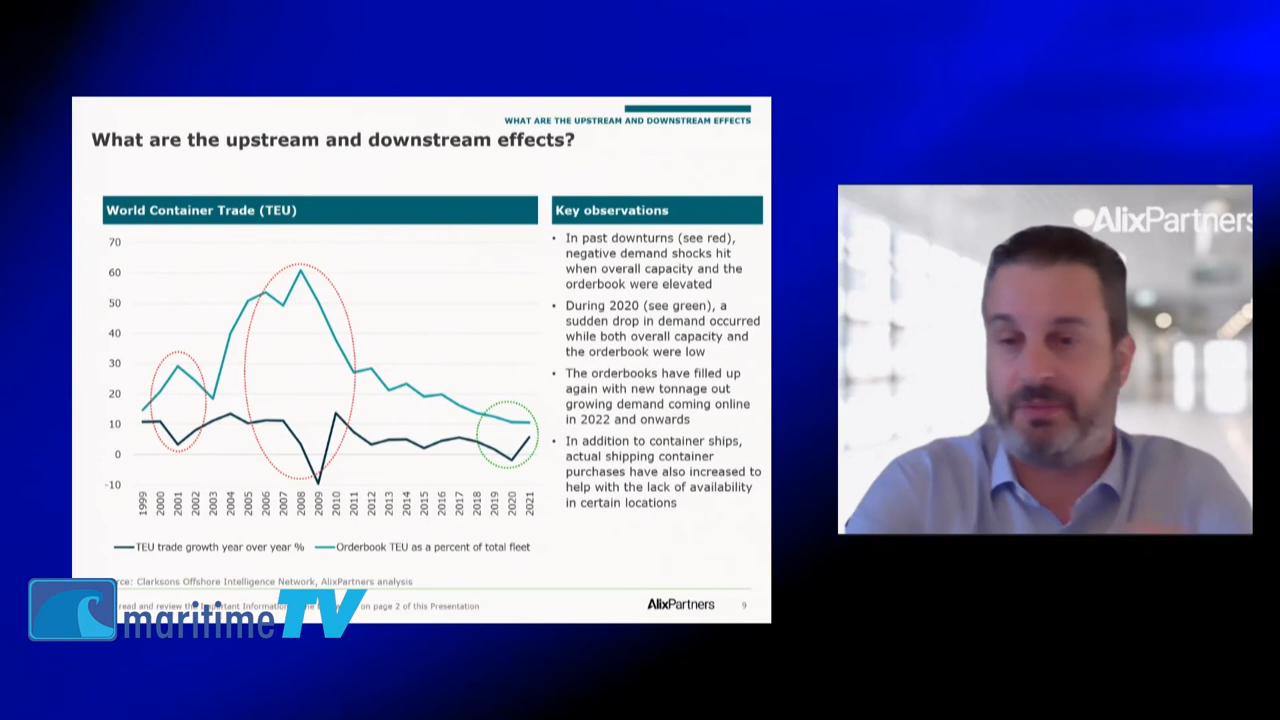 WHAT ARE THE UPSTREAM AND DOWNSTREAM EFFECTS
What are the upstream and downstream effects?
World Container Trade (TEU)
70
60
50
40
30
20
10
0
-10
1999
2000
2001
2002
2003
2004
2005
2006
2007
2008
2009
2010
2011
2012
2013
2014
2015
2016
2017
2018
2019
2020
2021
TEU trade growth year over year %
Orderbook TEU as a percent of total fleet
Key observations
• In past downturns (see red),
negative demand shocks hit
when overall capacity and the
orderbook were elevated
• During 2020 (see green), a
sudden drop in demand occurred
while both overall capacity and
the orderbook were low
• The orderbooks have filled up
again with new tonnage out
growing demand coming online
in 2022 and onwards
• In addition to container ships,
actual shipping container
purchases have also increased to
help with the lack of availability
in certain locations
Clarksons Offshore Intelligence Network, AlixPartners analysis
read and review the on page 2 of this Presentation
AlixPartners
9
maritimeTV
AlixPartners